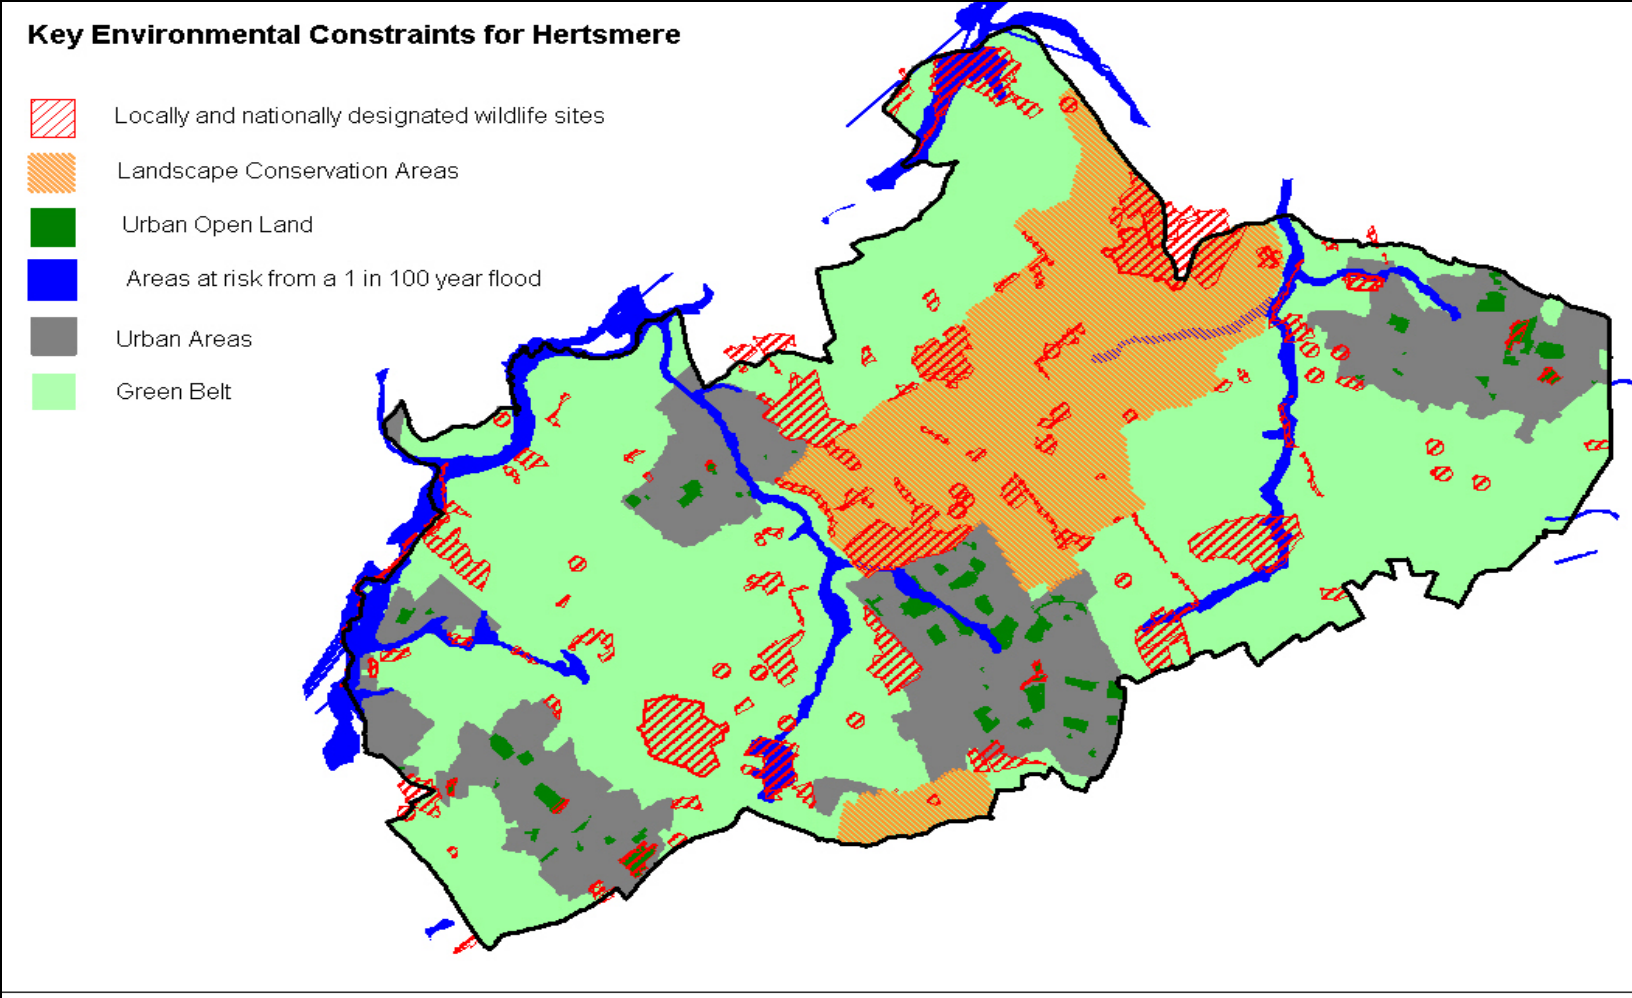 Key Environmental Constraints for Hertsmere
Locally and nationally designated wildlife sites
Landscape Conservation Areas
Urban Open Land
Areas at risk from a 1 in 100 year flood
Urban Areas
Green Belt